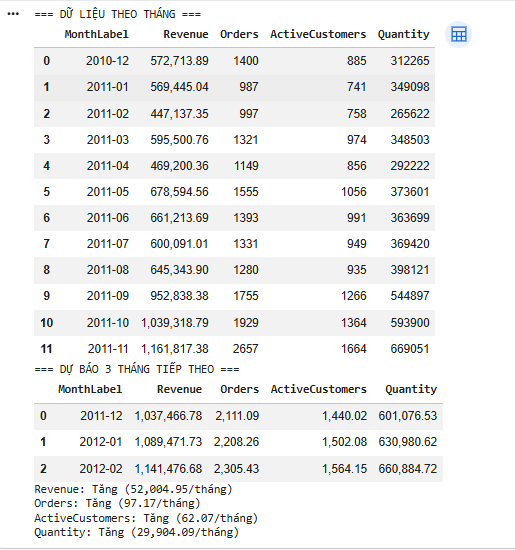 === DỮ LIỆU THEO THÁNG ===
MonthLabel Revenue Orders ActiveCustomers Quantity
0 2010-12 572,713.89 1400 885 312265
1 2011-01 569,445.04 987 741 349098
2 2011-02 447,137.35 997 758 265622
3 2011-03 595,500.76 1321 974 348503
4 2011-04 469,200.36 1149 856 292222
5 2011-05 678,594.56 1555 1056 373601
6 2011-06 661,213.69 1393 991 363699
7 2011-07 600,091.01 1331 949 369420
8 2011-08 645,343.90 1280 935 398121
9 2011-09 952,838.38 1755 1266 544897
10 2011-10 1,039,318.79 1929 1364 593900
11 2011-11 1,161,817.38 2657 1664 669051
=== DỰ BÁO 3 THÁNG TIẾP THEO ===
MonthLabel Revenue Orders ActiveCustomers Quantity
0 2011-12 1,037,466.78 2,111.09 1,440.02 601,076.53
1 2012-01 1,089,471.73 2,208.26 1,502.08 630,980.62
2 2012-02 1,141,476.68 2,305.43 1,564.15 660,884.72
Revenue: Tăng (52,004.95/tháng)
Orders: Tăng (97.17/tháng)
ActiveCustomers: Tăng (62.07/tháng)
Quantity: Tăng (29,904.09/tháng)